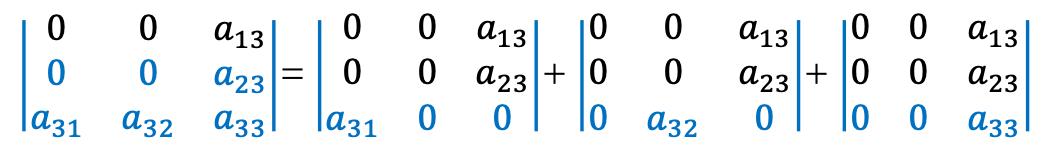 |0 0 a₁₃| |0 0 a₁₃| |0 0 a₁₃| |0 0 a₁₃|
|0 0 a₂₃| = |0 0 a₂₃| + |0 0 a₂₃| + |0 0 a₂₃|
|a₃₁ a₃₂ a₃₃| |a₃₁ 0 0| |0 a₃₂ 0| |0 0 a₃₃|